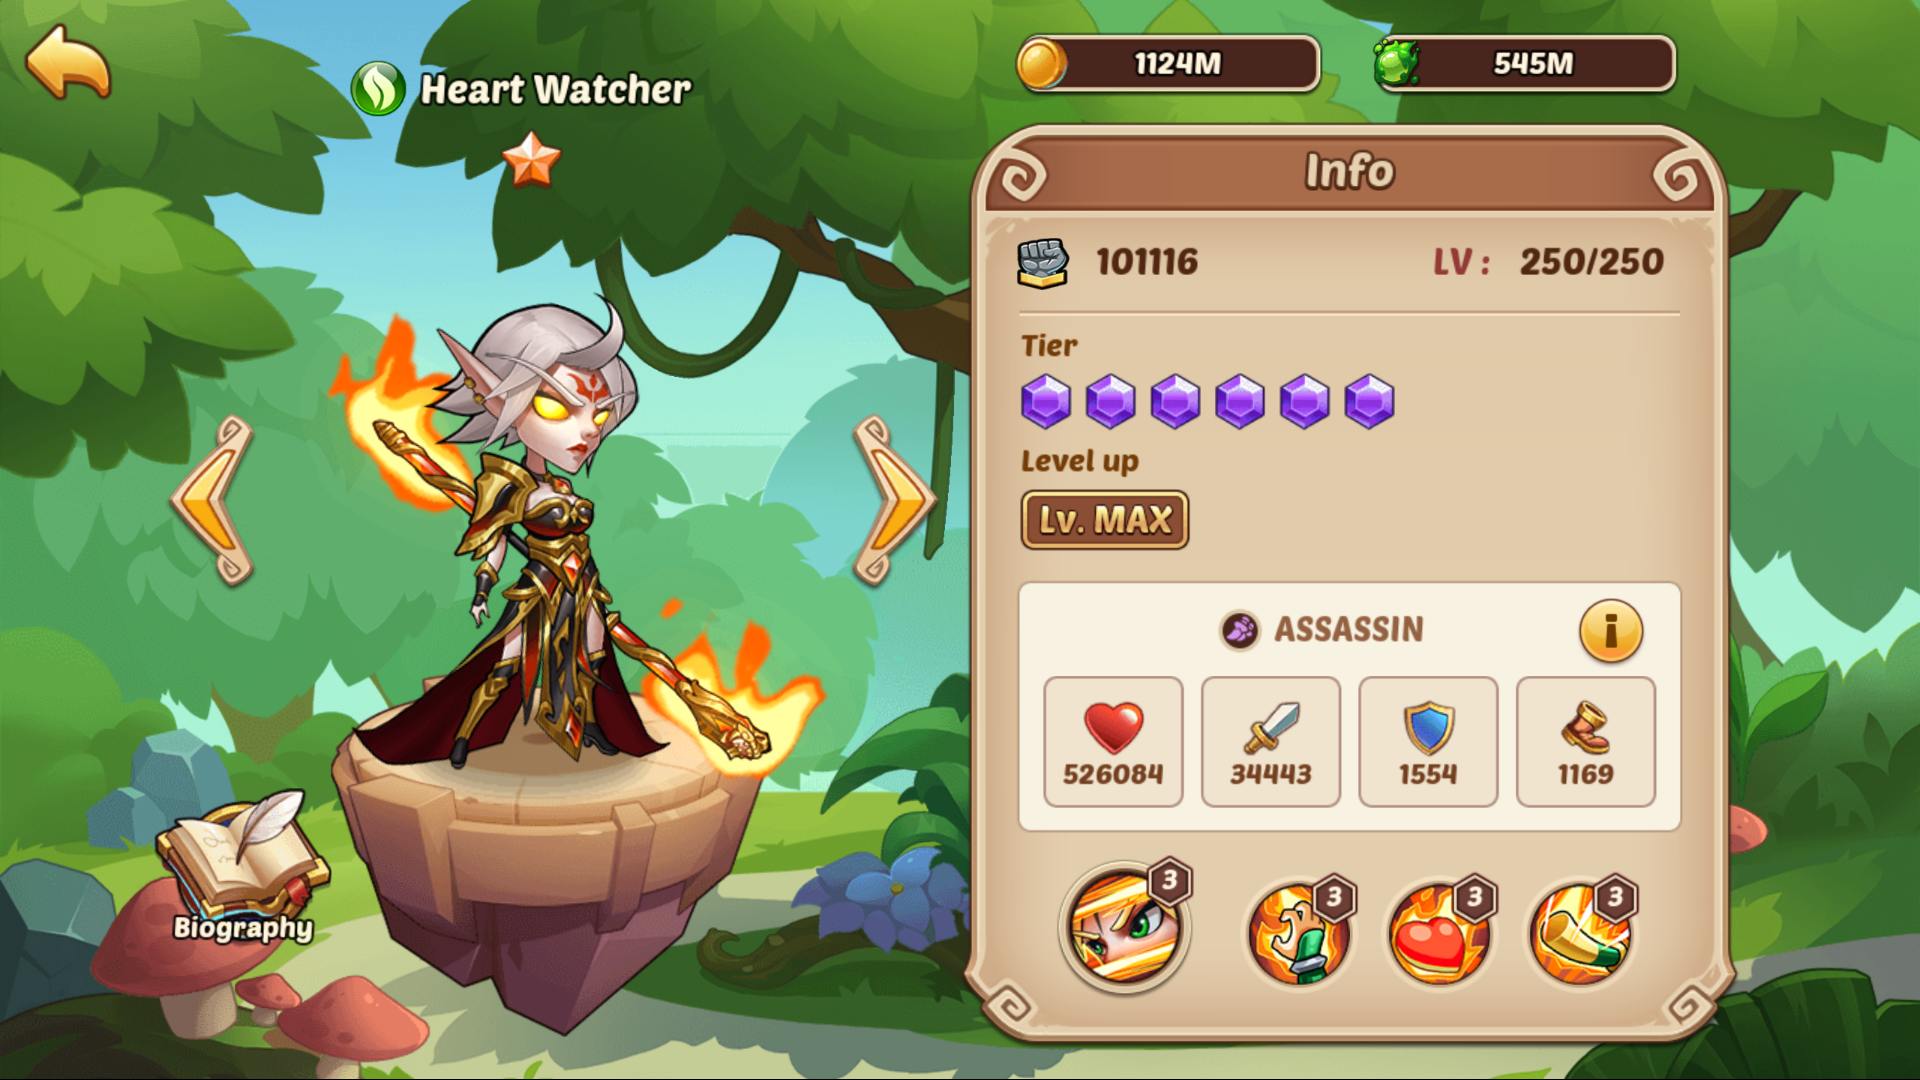 Heart Watcher
1124M
545M
Info
101116
LV : 250/250
Tier
Level up
Lv. MAX
ASSASSIN
526084
34443
1554
1169
3
3
3
3
Biography